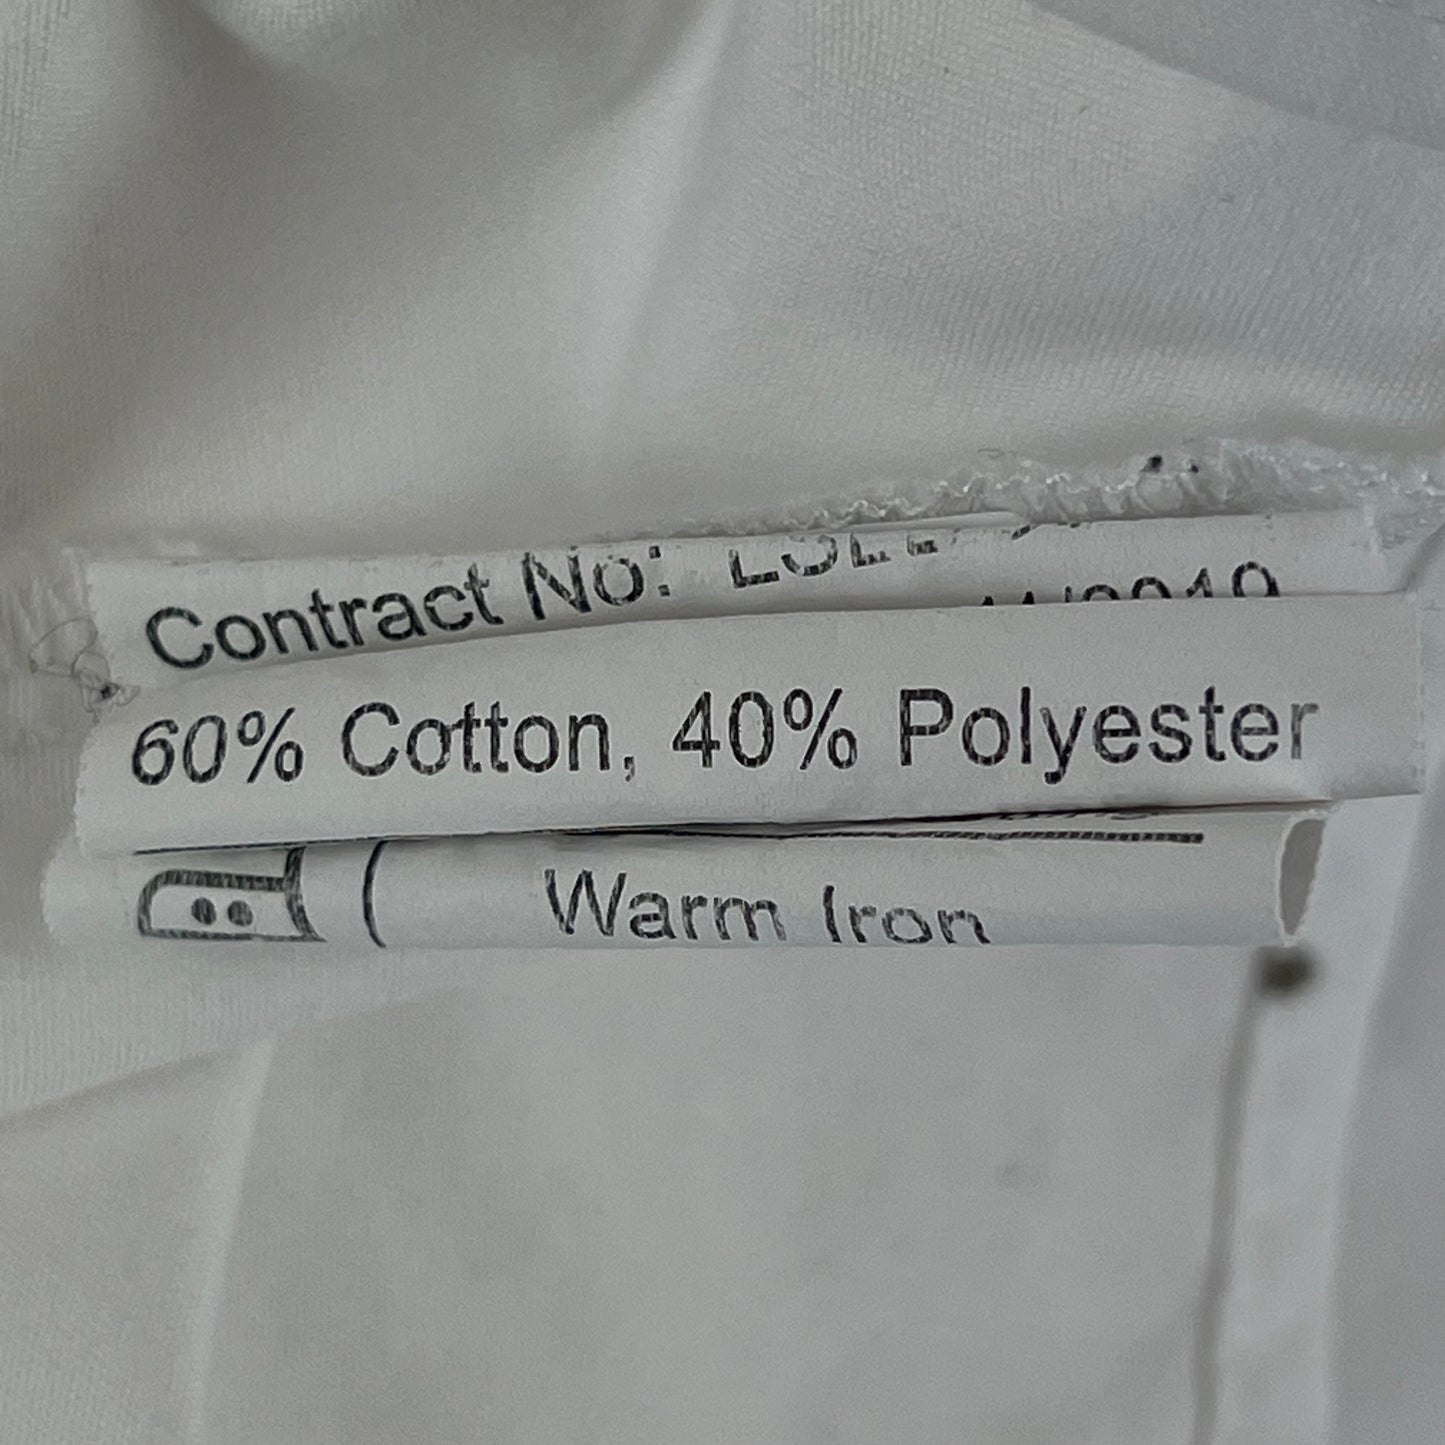 Contract No:
60% Cotton, 40% Polyester
Warm Iron